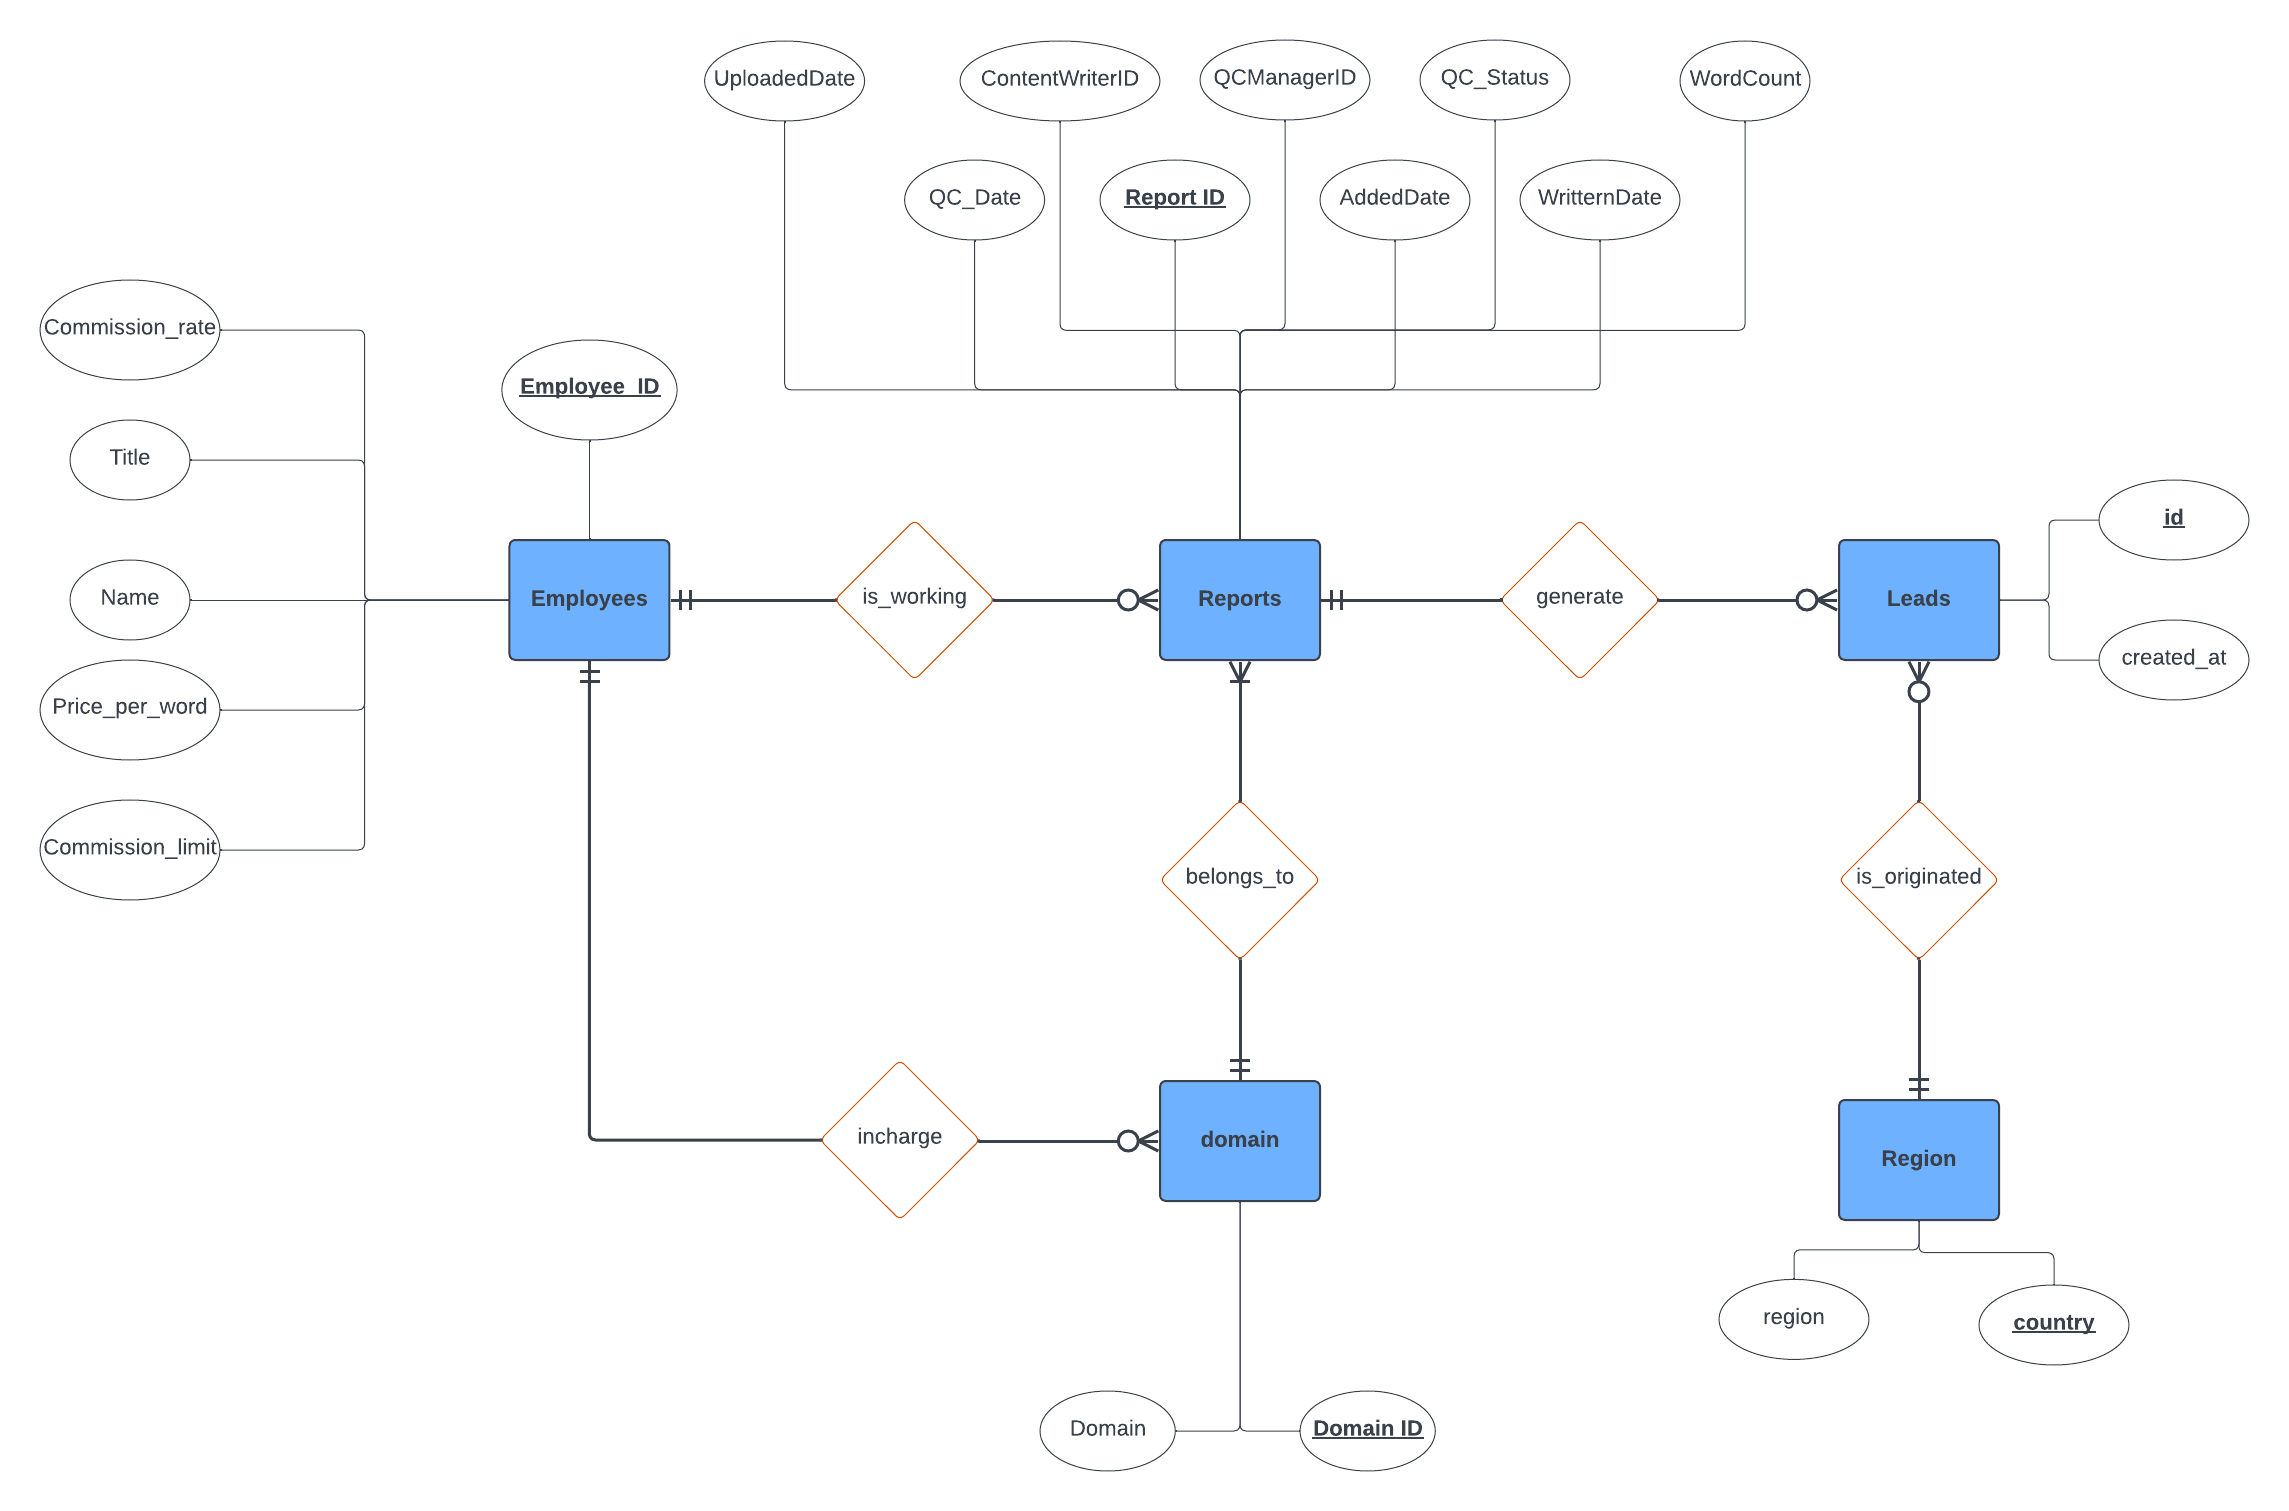 UploadedDate
ContentWriterID
QCManagerID
QC_Status
WordCount
QC_Date
Report ID
AddedDate
WritternDate
Commission_rate
Employee_ID
Title
id
Name
Employees
is_working
Reports
generate
Leads
created_at
Price_per_word
Commission_limit
belongs_to
is_originated
incharge
domain
Region
region
country
Domain
Domain ID